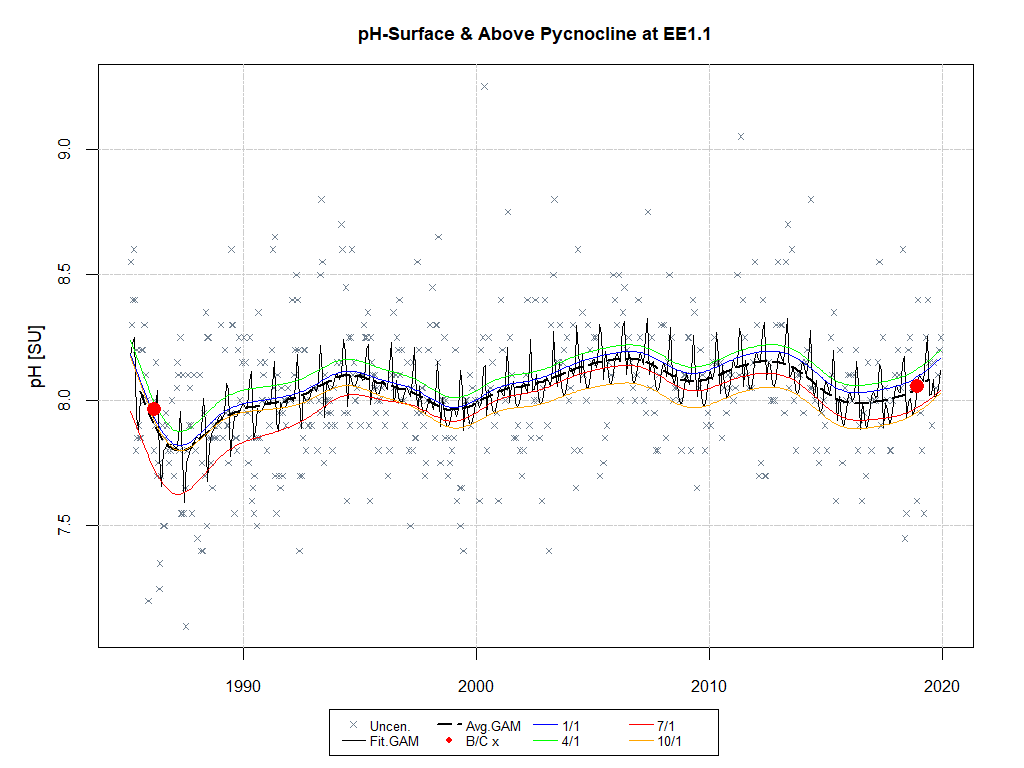 pH-Surface & Above Pycnocline at EE1.1
pH [SU]
9.0
8.5
8.0
7.5
1990 2000 2010 2020
Uncen. Avg.GAM 1/1 7/1
Fit.GAM B/C x 4/1 10/1